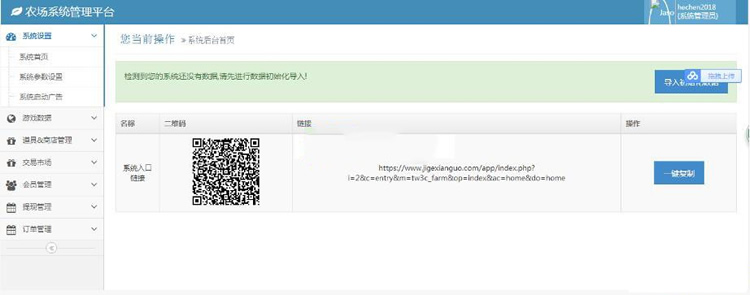 农场系统管理平台
hechen2018
(系统管理员)
系统设置
您当前操作 »系统后台首页
系统首页
系统参数设置
系统启动广告
检测到您的系统还没有数据,请先进行数据初始化导入!
拖拽上传
游戏数据
道具&商店管理
交易市场
会员管理
提现管理
订单管理
名称 二维码 链接 操作
系统入口
链接
https://www.jigexianguo.com/app/index.php?
i=2&c=entry&m=tw3c_farm&op=index&ac=home&do=home
一键复制